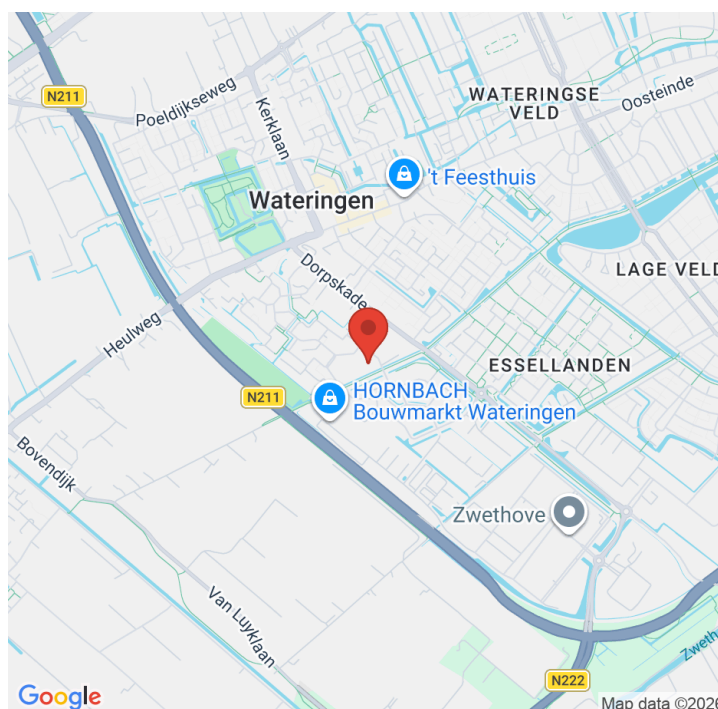 N211
Poeldijkseweg
Kerklaan
WATERINGSE
VELD
Oosteinde
't Feesthuis
Wateringen
LAGE VELD
Dorpskade
Heulweg
ESSELLANDEN
N211
HORNBACH
Bouwmarkt Wateringen
Bovendijk
Zwethove
Van Luyklaan
Zweth
N222
Google
Map data ©2026